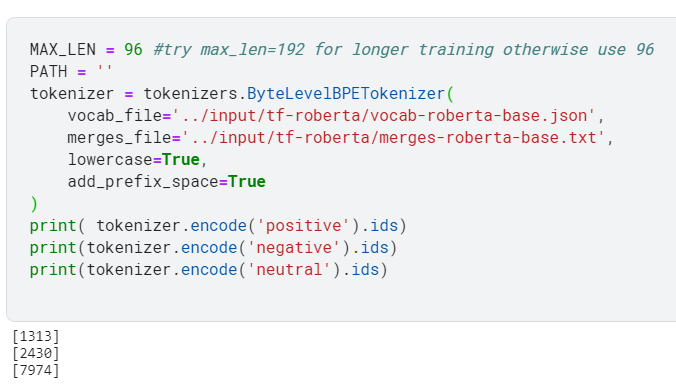 MAX_LEN = 96 #try max_len=192 for longer training otherwise use 96
PATH = ''
tokenizer = tokenizers.ByteLevelBPETokenizer(
    vocab_file='../input/tf-roberta/vocab-roberta-base.json',
    merges_file='../input/tf-roberta/merges-roberta-base.txt',
    lowercase=True,
    add_prefix_space=True
)
print( tokenizer.encode('positive').ids)
print(tokenizer.encode('negative').ids)
print(tokenizer.encode('neutral').ids)
[1313]
[2430]
[7974]